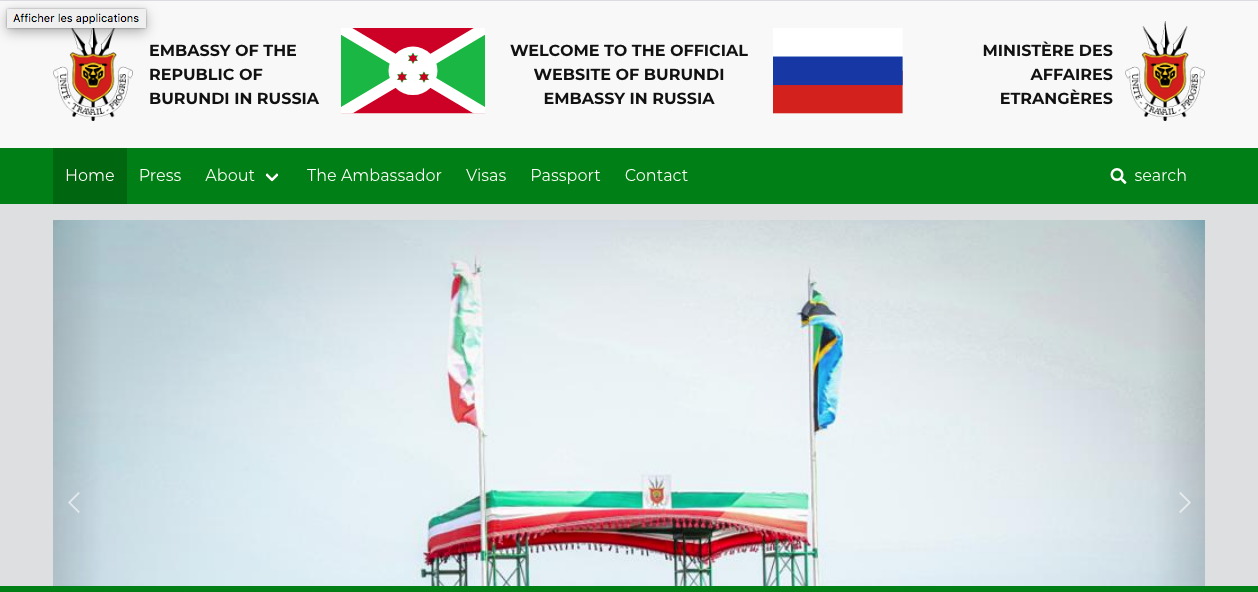 Afficher les applications
EMBASSY OF THE
REPUBLIC OF
BURUNDI IN RUSSIA
WELCOME TO THE OFFICIAL
WEBSITE OF BURUNDI
EMBASSY IN RUSSIA
MINISTÈRE DES
AFFAIRES
ETRANGÈRES
UNITÉ - TRAVAIL - PROGRÈS
UNITÉ - TRAVAIL - PROGRÈS
Home
Press
About
The Ambassador
Visas
Passport
Contact
search